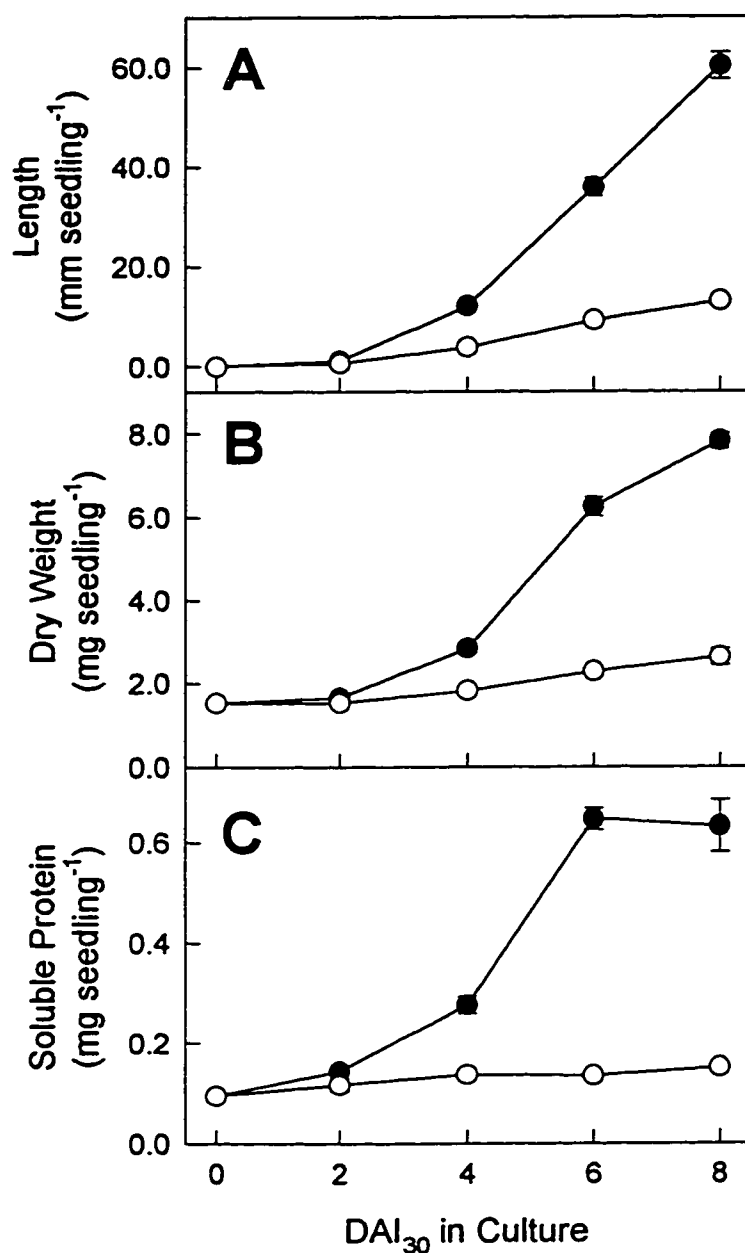 A
60.0
40.0
20.0
0.0
Length
(mm seedling⁻¹)
B
8.0
6.0
4.0
2.0
0.0
Dry Weight
(mg seedling⁻¹)
C
0.6
0.4
0.2
0.0
Soluble Protein
(mg seedling⁻¹)
0 2 4 6 8
DAI₃₀ in Culture